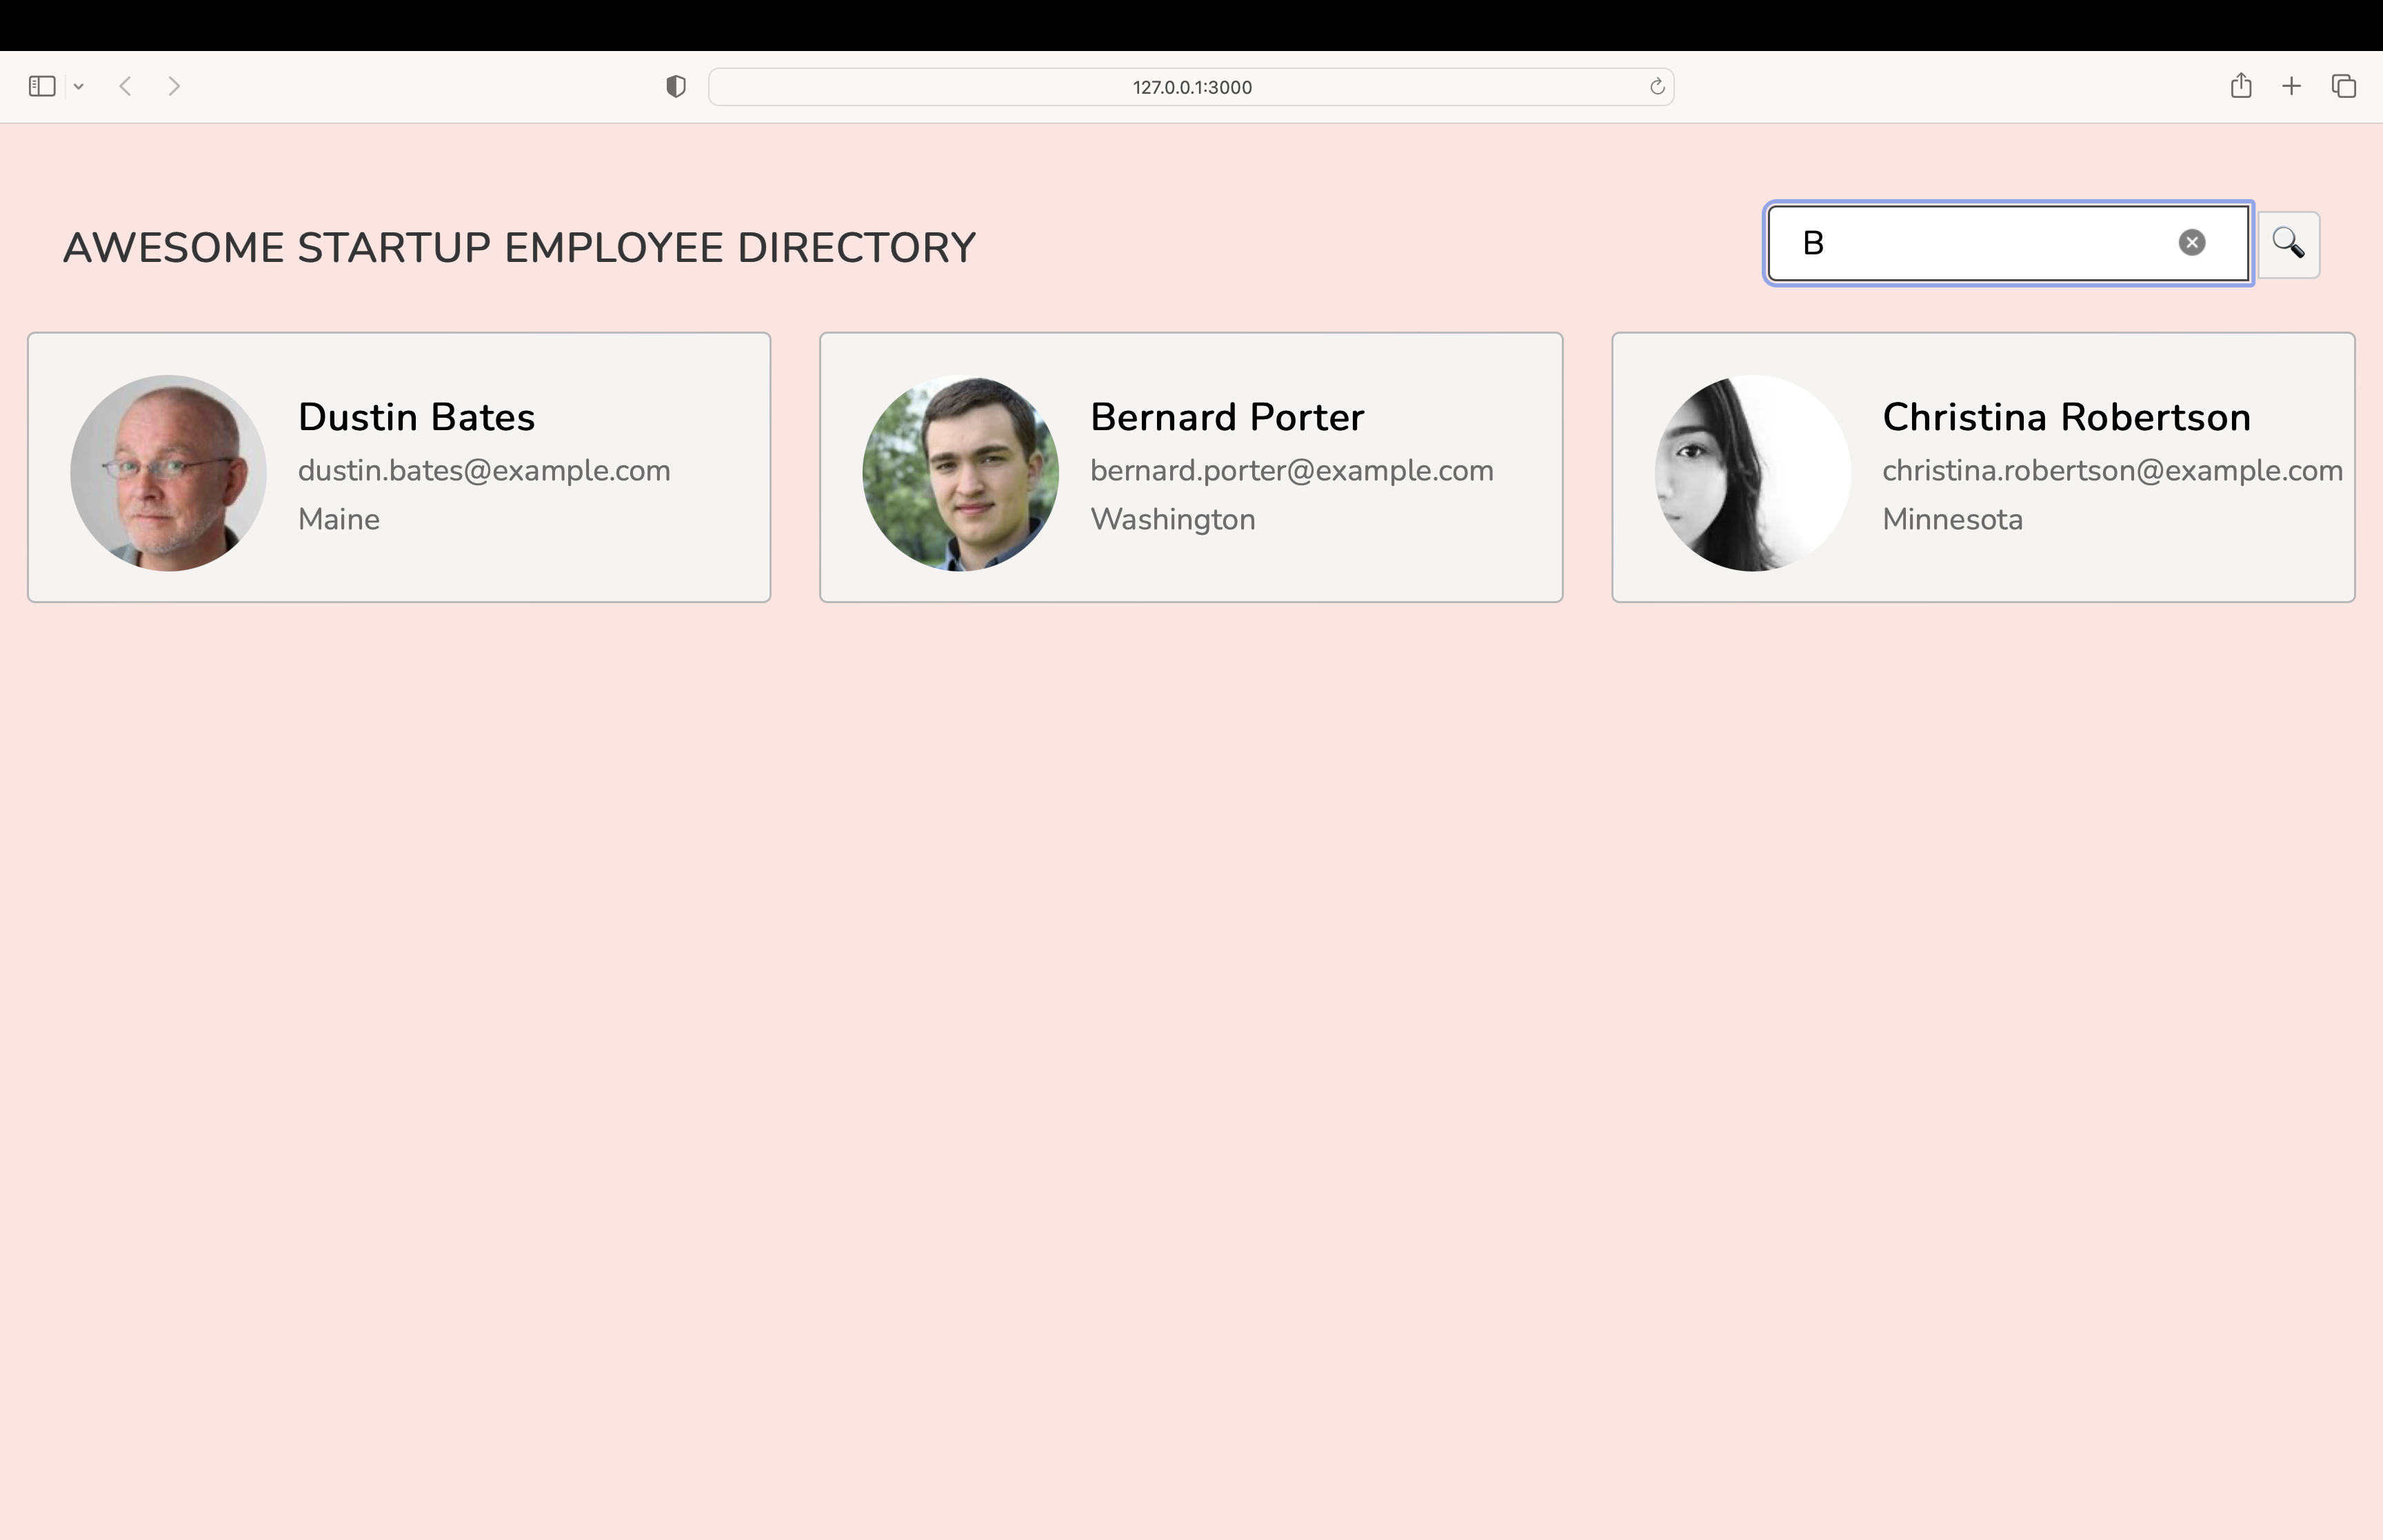 127.0.0.1:3000
AWESOME STARTUP EMPLOYEE DIRECTORY
B
Dustin Bates
dustin.bates@example.com
Maine
Bernard Porter
bernard.porter@example.com
Washington
Christina Robertson
christina.robertson@example.com
Minnesota